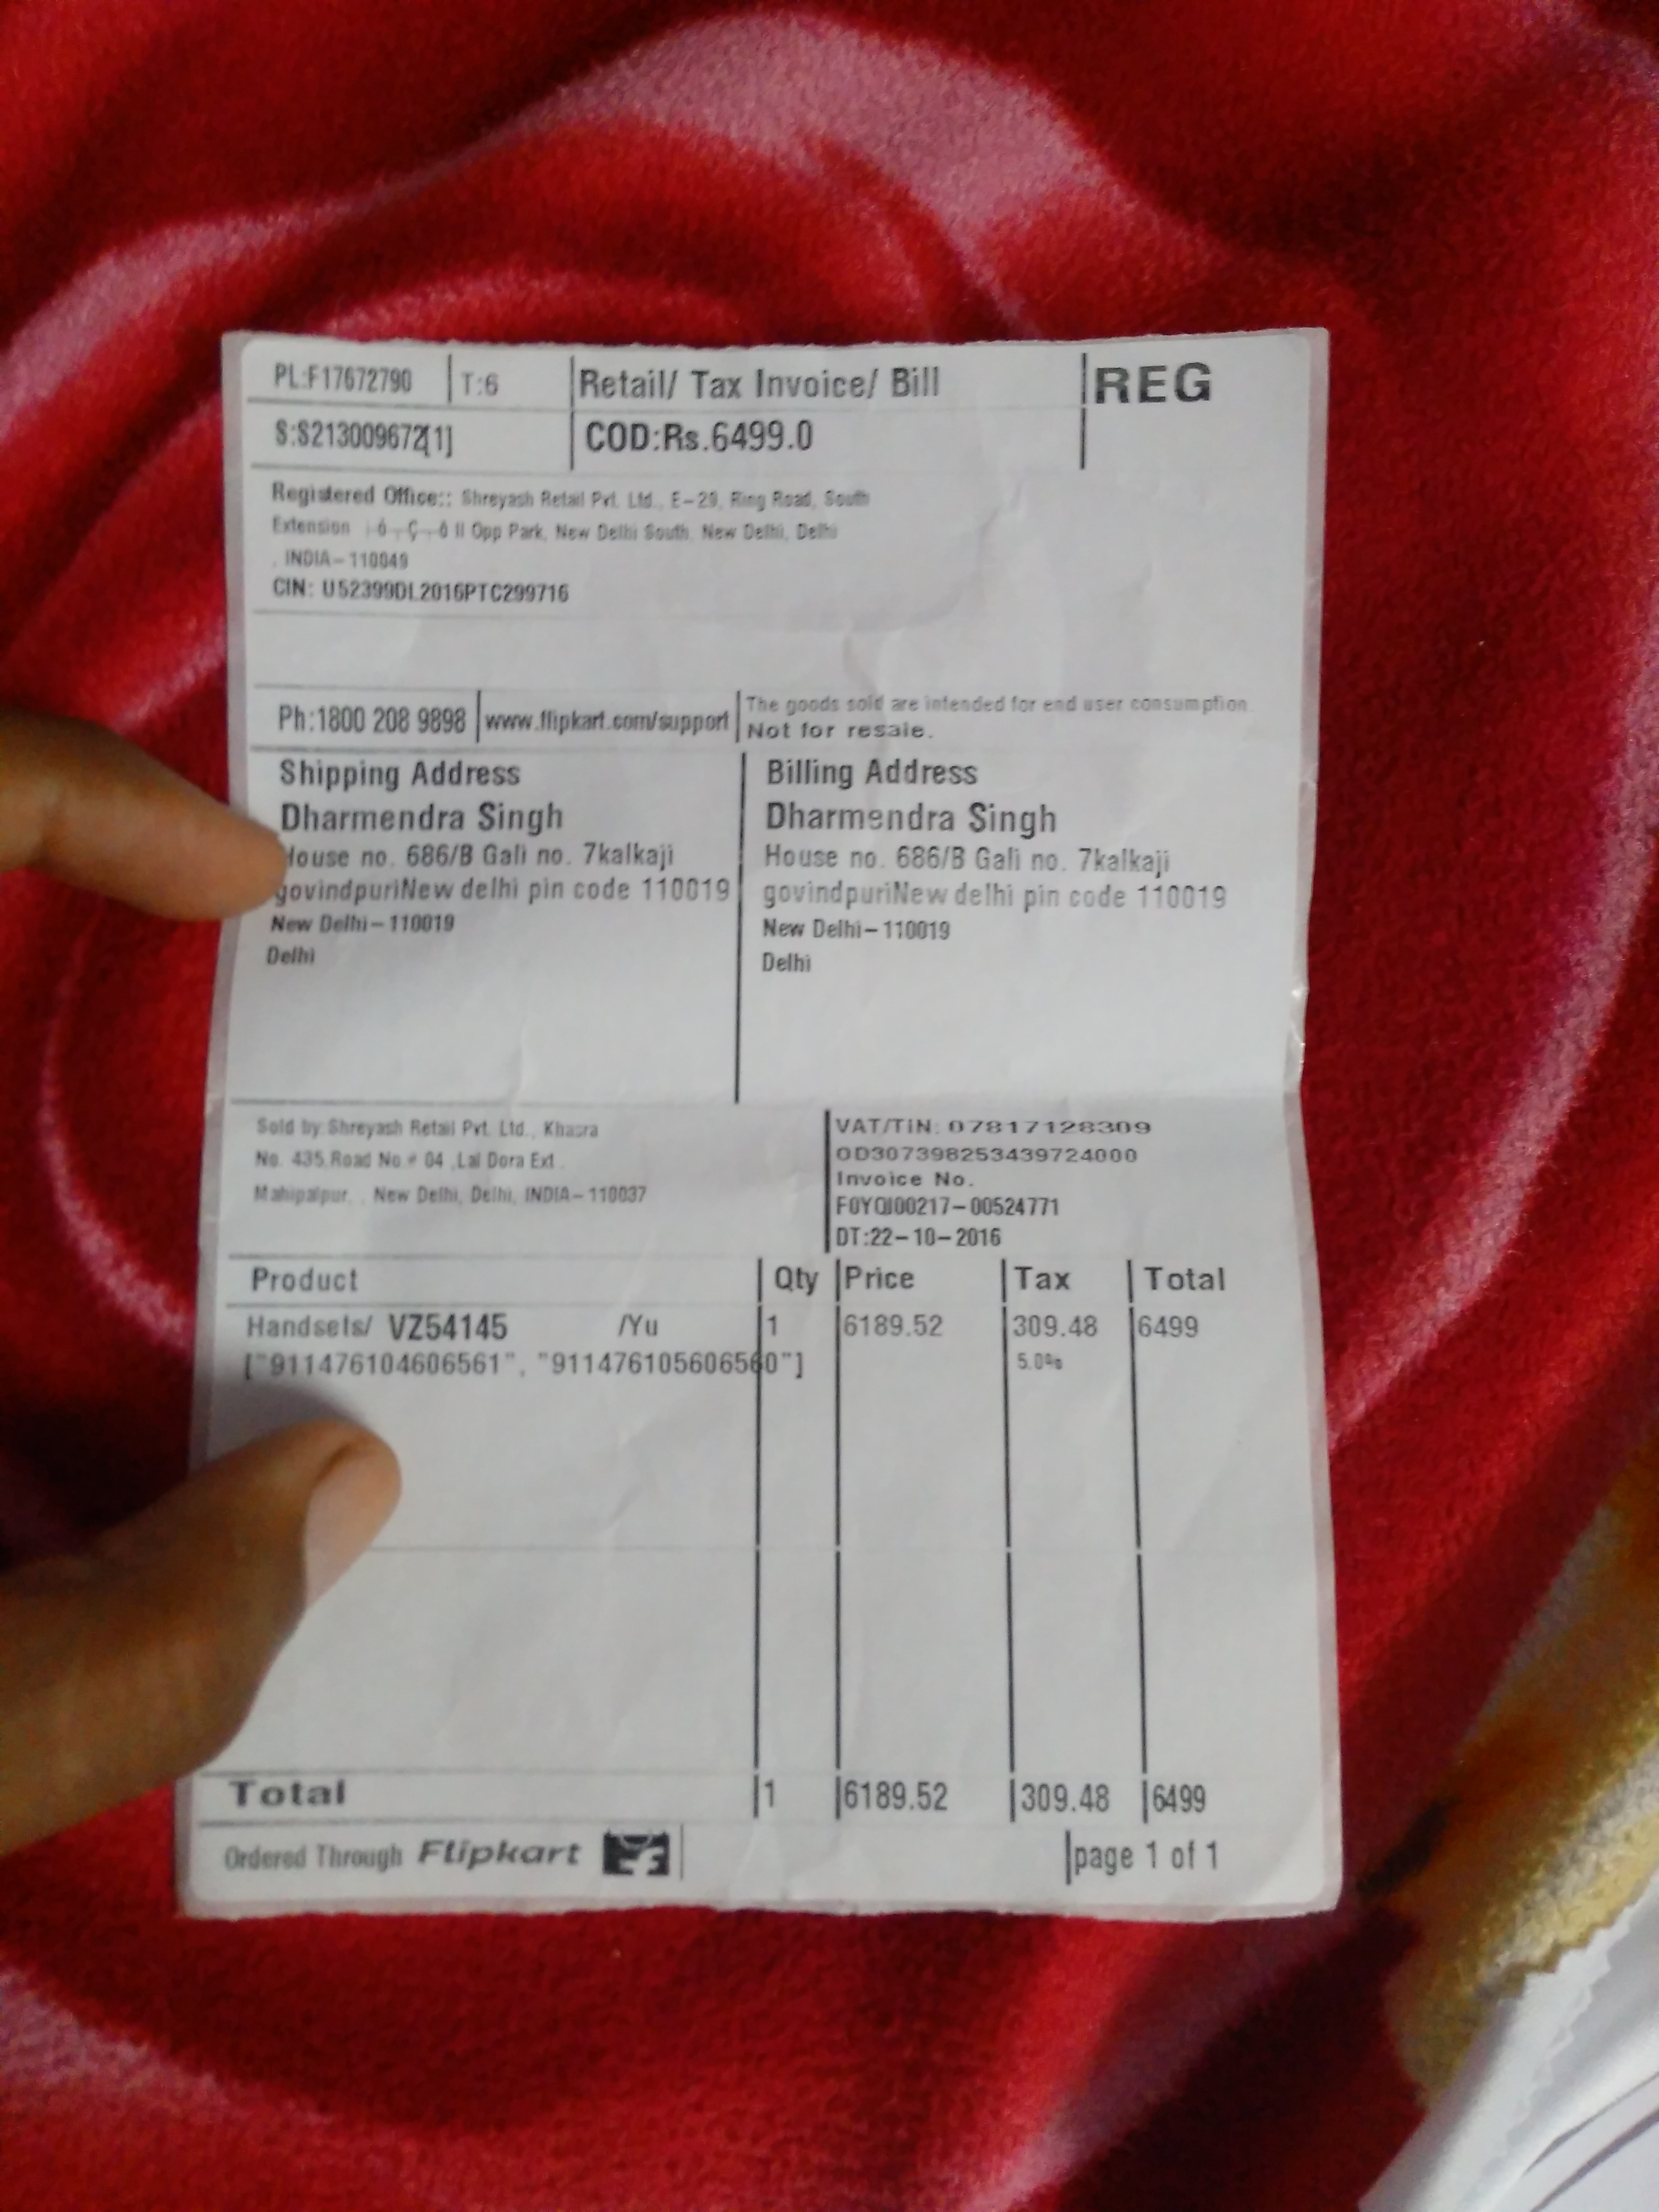 PL:F17672790 T:6 Retail/ Tax Invoice/ Bill REG
S:S213009672[1] COD:Rs.6499.0
Registered Office:: Shreyash Retail Pvt. Ltd., E-29, Ring Road, South
Extension II Opp Park, New Delhi South, New Delhi, Delhi
, INDIA-110049
CIN: U52399DL2016PTC299716
Ph:1800 208 9898 www.flipkart.com/support The goods sold are intended for end user consumption
Not for resale.
Shipping Address
Dharmendra Singh
House no. 686/B Gali no. 7kalkaji
govindpuriNew delhi pin code 110019
New Delhi-110019
Delhi
Billing Address
Dharmendra Singh
House no. 686/B Gali no. 7kalkaji
govindpuriNew delhi pin code 110019
New Delhi-110019
Delhi
Sold by:Shreyash Retail Pvt. Ltd., Khasra
No. 435,Road No # 04 ,Lal Dora Ext.
Mahipalpur, , New Delhi, Delhi, INDIA-110037
VAT/TIN: 07817128309
OD307398253439724000
Invoice No.
F0YQI00217-00524771
DT:22-10-2016
Product Qty Price Tax Total
Handsets/ VZ54145 /Yu 1 6189.52 309.48 6499
["911476104606561", "911476105606560"] 5.0%
Total 1 6189.52 309.48 6499
Ordered Through Flipkart page 1 of 1